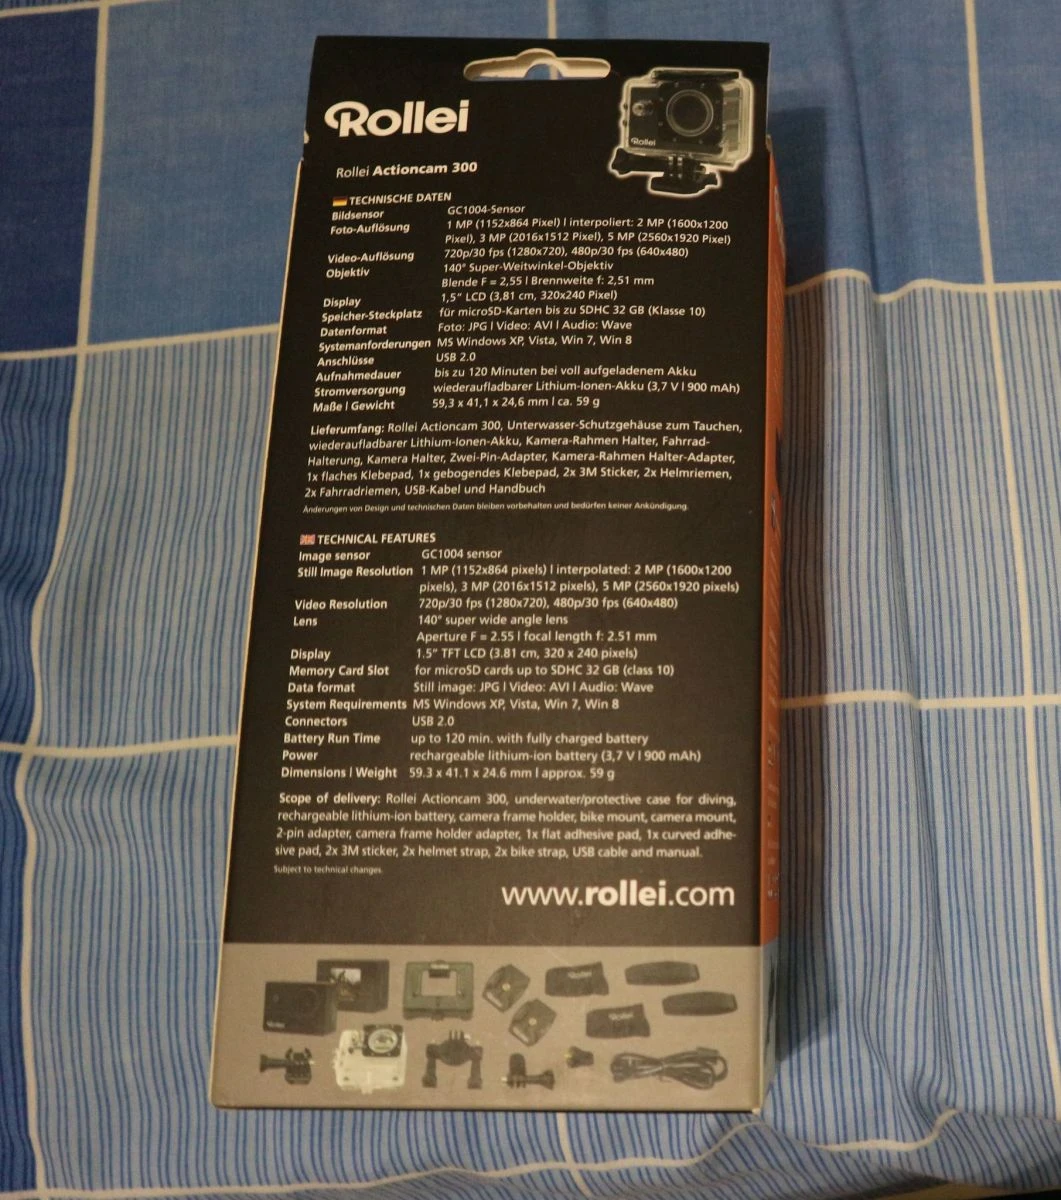 Rollei
Rollei
Rollei Actioncam 300
TECHNISCHE DATEN
Bildsensor GC1004-Sensor
Foto-Auflösung 1 MP (1152x864 Pixel) I interpoliert: 2 MP (1600x1200
Pixel), 3 MP (2016x1512 Pixel), 5 MP (2560x1920 Pixel)
Video-Auflösung 720p/30 fps (1280x720), 480p/30 fps (640x480)
Objektiv 140° Super-Weitwinkel-Objektiv
Blende F = 2,55 I Brennweite f: 2,51 mm
Display 1,5“ LCD (3,81 cm, 320x240 Pixel)
Speicher-Steckplatz für microSD-Karten bis zu SDHC 32 GB (Klasse 10)
Datenformat Foto: JPG I Video: AVI I Audio: Wave
Systemanforderungen MS Windows XP, Vista, Win 7, Win 8
Anschlüsse USB 2.0
Aufnahmedauer bis zu 120 Minuten bei voll aufgeladenem Akku
Stromversorgung wiederaufladbarer Lithium-Ionen-Akku (3,7 V I 900 mAh)
Maße I Gewicht 59,3 x 41,1 x 24,6 mm I ca. 59 g
Lieferumfang: Rollei Actioncam 300, Unterwasser-Schutzgehäuse zum Tauchen,
wiederaufladbarer Lithium-Ionen-Akku, Kamera-Rahmen Halter, Fahrrad-
Halterung, Kamera Halter, Zwei-Pin-Adapter, Kamera-Rahmen Halter-Adapter,
1x flaches Klebepad, 1x gebogendes Klebepad, 2x 3M Sticker, 2x Helmriemen,
2x Fahrradriemen, USB-Kabel und Handbuch
Änderungen von Design und technischen Daten bleiben vorbehalten und bedürfen keiner Ankündigung.
TECHNICAL FEATURES
Image sensor GC1004 sensor
Still Image Resolution 1 MP (1152x864 pixels) I interpolated: 2 MP (1600x1200
pixels), 3 MP (2016x1512 pixels), 5 MP (2560x1920 pixels)
Video Resolution 720p/30 fps (1280x720), 480p/30 fps (640x480)
Lens 140° super wide angle lens
Aperture F = 2.55 I focal length f: 2.51 mm
Display 1.5“ TFT LCD (3.81 cm, 320 x 240 pixels)
Memory Card Slot for microSD cards up to SDHC 32 GB (class 10)
Data format Still image: JPG I Video: AVI I Audio: Wave
System Requirements MS Windows XP, Vista, Win 7, Win 8
Connectors USB 2.0
Battery Run Time up to 120 min. with fully charged battery
Power rechargeable lithium-ion battery (3,7 V I 900 mAh)
Dimensions I Weight 59.3 x 41.1 x 24.6 mm I approx. 59 g
Scope of delivery: Rollei Actioncam 300, underwater/protective case for diving,
rechargeable lithium-ion battery, camera frame holder, bike mount, camera mount,
2-pin adapter, camera frame holder adapter, 1x flat adhesive pad, 1x curved adhe-
sive pad, 2x 3M sticker, 2x helmet strap, 2x bike strap, USB cable and manual.
Subject to technical changes.
www.rollei.com
Rollei
Rollei
Rollei
Rollei